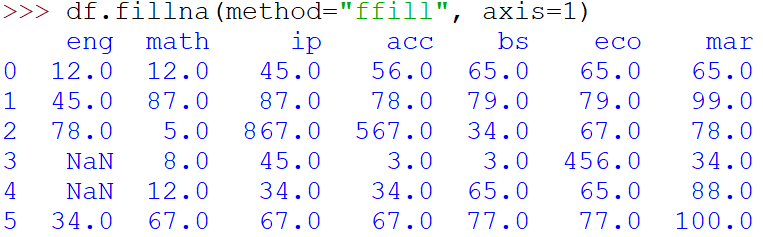 >>> df.fillna(method="ffill", axis=1)
eng math ip acc bs eco mar
0 12.0 12.0 45.0 56.0 65.0 65.0 65.0
1 45.0 87.0 87.0 78.0 79.0 79.0 99.0
2 78.0 5.0 867.0 567.0 34.0 67.0 78.0
3 NaN 8.0 45.0 3.0 3.0 456.0 34.0
4 NaN 12.0 34.0 34.0 65.0 65.0 88.0
5 34.0 67.0 67.0 67.0 77.0 77.0 100.0